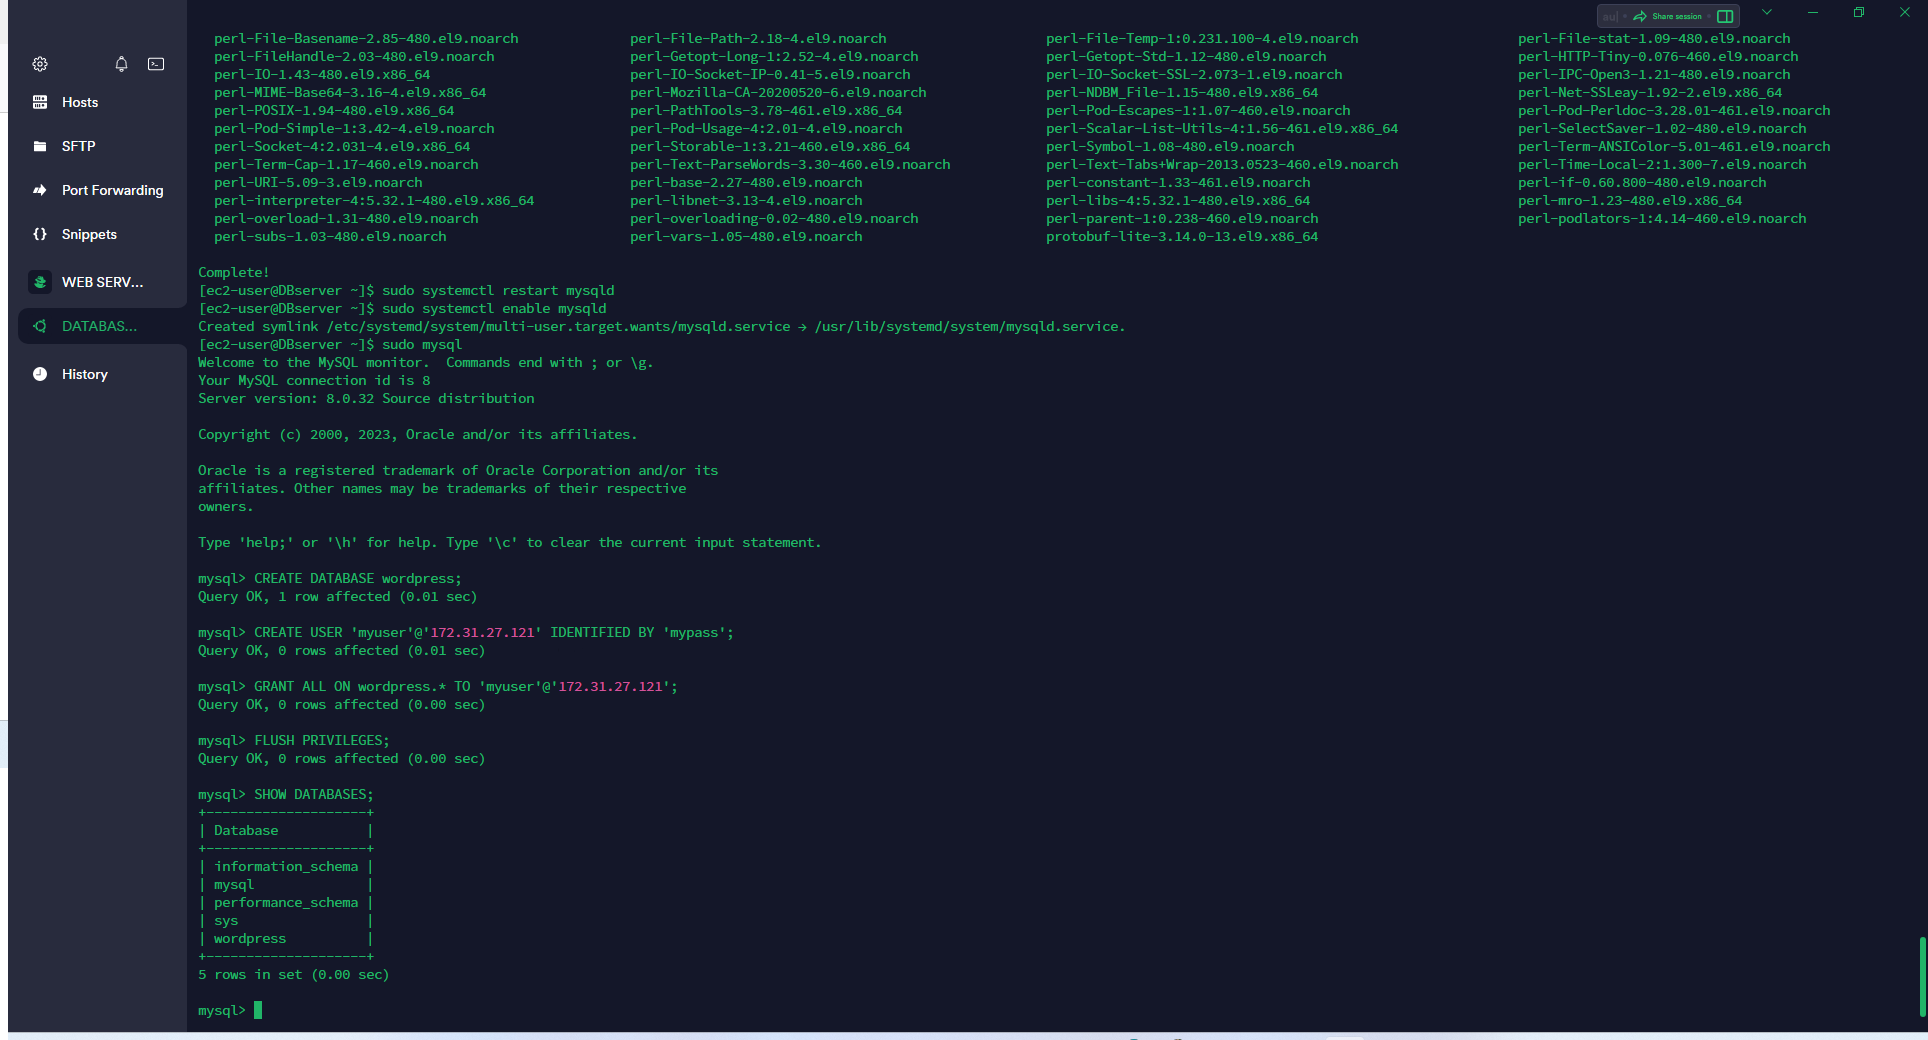 Share session
Hosts
SFTP
Port Forwarding
Snippets
WEB SERV...
DATABAS...
History
perl-File-Basename-2.85-480.el9.noarch perl-File-Path-2.18-4.el9.noarch perl-File-Temp-1:0.231.100-4.el9.noarch perl-File-stat-1.09-480.el9.noarch
perl-FileHandle-2.03-480.el9.noarch perl-Getopt-Long-1:2.52-4.el9.noarch perl-Getopt-Std-1.12-480.el9.noarch perl-HTTP-Tiny-0.076-460.el9.noarch
perl-IO-1.43-480.el9.x86_64 perl-IO-Socket-IP-0.41-5.el9.noarch perl-IO-Socket-SSL-2.073-1.el9.noarch perl-IPC-Open3-1.21-480.el9.noarch
perl-MIME-Base64-3.16-4.el9.x86_64 perl-Mozilla-CA-20200520-6.el9.noarch perl-NDBM_File-1.15-480.el9.x86_64 perl-Net-SSLeay-1.92-2.el9.x86_64
perl-POSIX-1.94-480.el9.x86_64 perl-PathTools-3.78-461.el9.x86_64 perl-Pod-Escapes-1:1.07-460.el9.noarch perl-Pod-Perldoc-3.28.01-461.el9.noarch
perl-Pod-Simple-1:3.42-4.el9.noarch perl-Pod-Usage-4:2.01-4.el9.noarch perl-Scalar-List-Utils-4:1.56-461.el9.x86_64 perl-SelectSaver-1.02-480.el9.noarch
perl-Socket-4:2.031-4.el9.x86_64 perl-Storable-1:3.21-460.el9.x86_64 perl-Symbol-1.08-480.el9.noarch perl-Term-ANSIColor-5.01-461.el9.noarch
perl-Term-Cap-1.17-460.el9.noarch perl-Text-ParseWords-3.30-460.el9.noarch perl-Text-Tabs+Wrap-2013.0523-460.el9.noarch perl-Time-Local-2:1.300-7.el9.noarch
perl-URI-5.09-3.el9.noarch perl-base-2.27-480.el9.noarch perl-constant-1.33-461.el9.noarch perl-if-0.60.800-480.el9.noarch
perl-interpreter-4:5.32.1-480.el9.x86_64 perl-libnet-3.13-4.el9.noarch perl-libs-4:5.32.1-480.el9.x86_64 perl-mro-1.23-480.el9.x86_64
perl-overload-1.31-480.el9.noarch perl-overloading-0.02-480.el9.noarch perl-parent-1:0.238-460.el9.noarch perl-podlators-1:4.14-460.el9.noarch
perl-subs-1.03-480.el9.noarch perl-vars-1.05-480.el9.noarch protobuf-lite-3.14.0-13.el9.x86_64
Complete!
[ec2-user@DBserver ~]$ sudo systemctl restart mysqld
[ec2-user@DBserver ~]$ sudo systemctl enable mysqld
Created symlink /etc/systemd/system/multi-user.target.wants/mysqld.service → /usr/lib/systemd/system/mysqld.service.
[ec2-user@DBserver ~]$ sudo mysql
Welcome to the MySQL monitor.  Commands end with ; or \g.
Your MySQL connection id is 8
Server version: 8.0.32 Source distribution
Copyright (c) 2000, 2023, Oracle and/or its affiliates.
Oracle is a registered trademark of Oracle Corporation and/or its
affiliates. Other names may be trademarks of their respective
owners.
Type 'help;' or '\h' for help. Type '\c' to clear the current input statement.
mysql> CREATE DATABASE wordpress;
Query OK, 1 row affected (0.01 sec)
mysql> CREATE USER 'myuser'@'172.31.27.121' IDENTIFIED BY 'mypass';
Query OK, 0 rows affected (0.01 sec)
mysql> GRANT ALL ON wordpress.* TO 'myuser'@'172.31.27.121';
Query OK, 0 rows affected (0.00 sec)
mysql> FLUSH PRIVILEGES;
Query OK, 0 rows affected (0.00 sec)
mysql> SHOW DATABASES;
+--------------------+
| Database           |
+--------------------+
| information_schema |
| mysql              |
| performance_schema |
| sys                |
| wordpress          |
+--------------------+
5 rows in set (0.00 sec)
mysql>